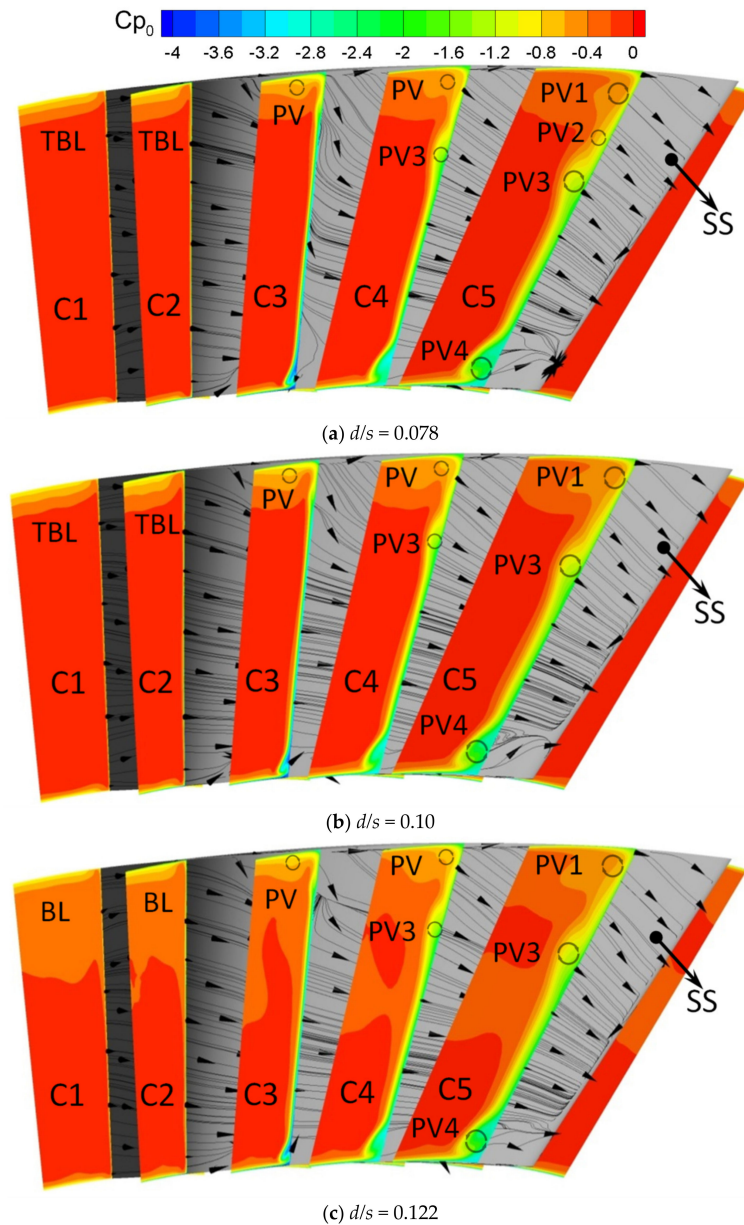 Cp0
-4 -3.6 -3.2 -2.8 -2.4 -2 -1.6 -1.2 -0.8 -0.4 0
TBL TBL PV PV PV1
PV2
PV3 PV3
SS
C1 C2 C3 C4 C5
PV4
(a) d/s = 0.078
TBL TBL PV PV PV1
PV3 PV3
SS
C1 C2 C3 C4 C5
PV4
(b) d/s = 0.10
BL BL PV PV PV1
PV3 PV3
SS
C1 C2 C3 C4 C5
PV4
(c) d/s = 0.122